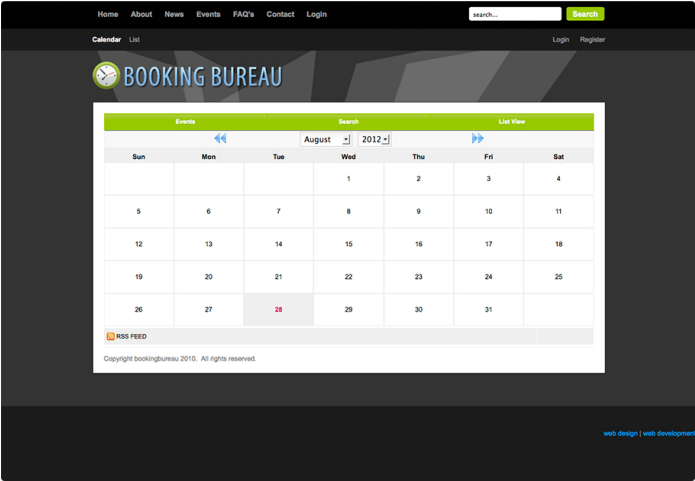 Home About News Events FAQ's Contact Login search... Search
Calendar List Login Register
BOOKING BUREAU
Events Search List View
August 2012
Sun Mon Tue Wed Thu Fri Sat
1 2 3 4
5 6 7 8 9 10 11
12 13 14 15 16 17 18
19 20 21 22 23 24 25
26 27 28 29 30 31
RSS FEED
Copyright bookingbureau 2010. All rights reserved.
web design | web development